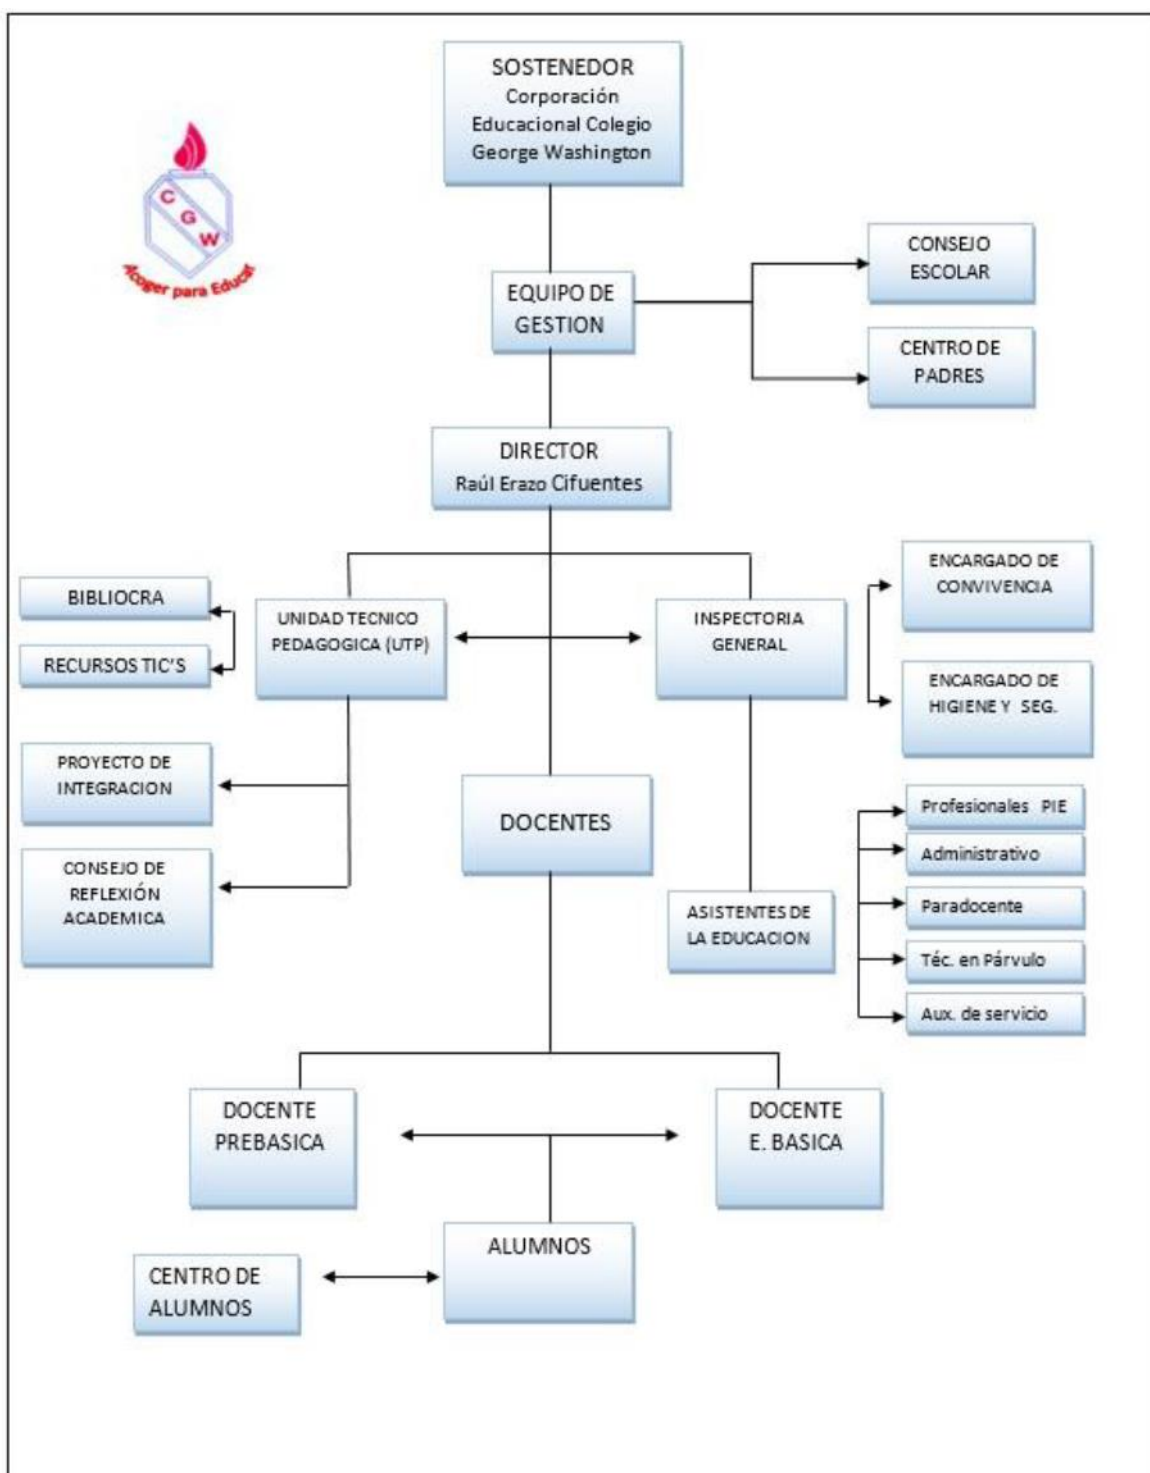 SOSTENEDOR
Corporación
Educacional Colegio
George Washington
C
G
W
Acoger para Educar
CONSEJO
ESCOLAR
EQUIPO DE
GESTION
CENTRO DE
PADRES
DIRECTOR
Raúl Erazo Cifuentes
BIBLIOCRA
RECURSOS TIC'S
UNIDAD TECNICO
PEDAGOGICA (UTP)
INSPECTORIA
GENERAL
ENCARGADO DE
CONVIVENCIA
ENCARGADO DE
HIGIENE Y SEG.
PROYECTO DE
INTEGRACION
CONSEJO DE
REFLEXIÓN
ACADEMICA
DOCENTES
ASISTENTES DE
LA EDUCACION
Profesionales PIE
Administrativo
Paradocente
Téc. en Párvulo
Aux. de servicio
DOCENTE
PREBASICA
DOCENTE
E. BASICA
ALUMNOS
CENTRO DE
ALUMNOS